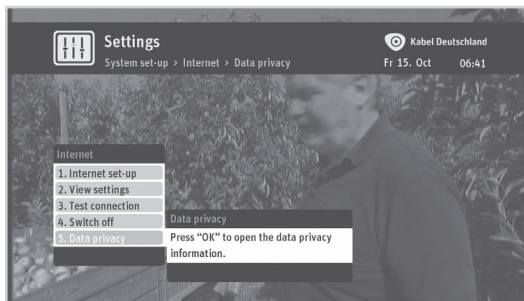 Settings
System set-up > Internet > Data privacy
Kabel Deutschland
Fr 15. Oct 06:41
Internet
1. Internet set-up
2. View settings
3. Test connection
4. Switch off
5. Data privacy
Data privacy
Press “OK” to open the data privacy
information.